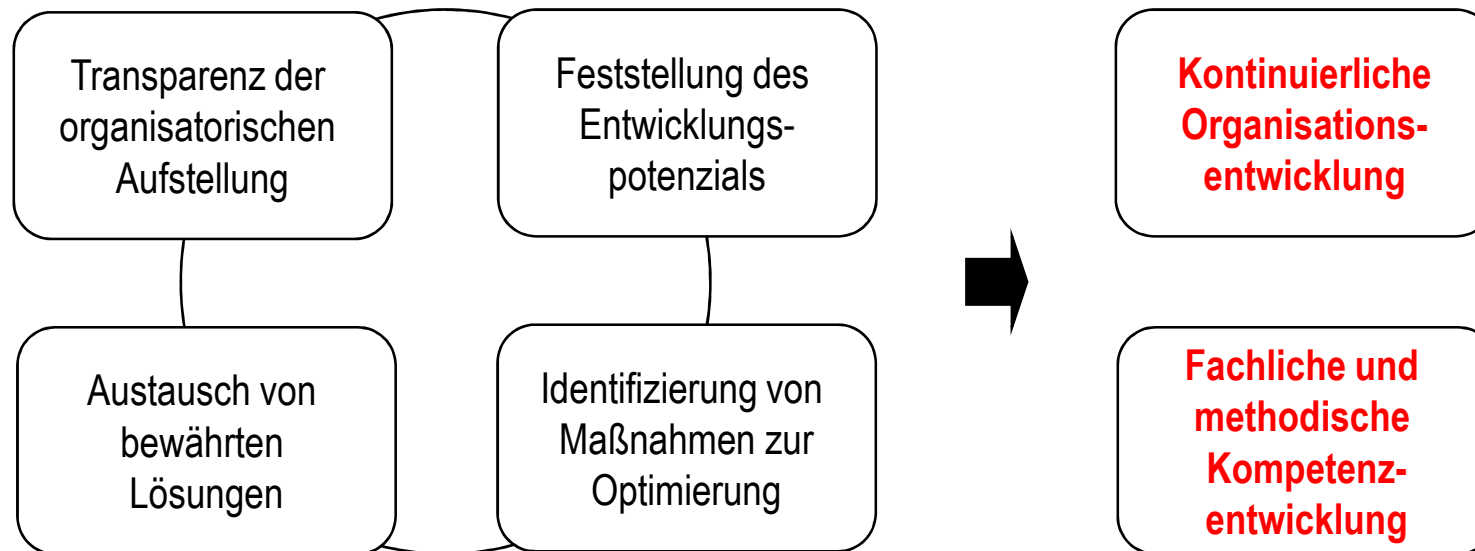 Transparenz der
organisatorischen
Aufstellung
Feststellung des
Entwicklungs-
potenzials
Kontinuierliche
Organisations-
entwicklung
Austausch von
bewährten
Lösungen
Identifizierung von
Maßnahmen zur
Optimierung
Fachliche und
methodische
Kompetenz-
entwicklung